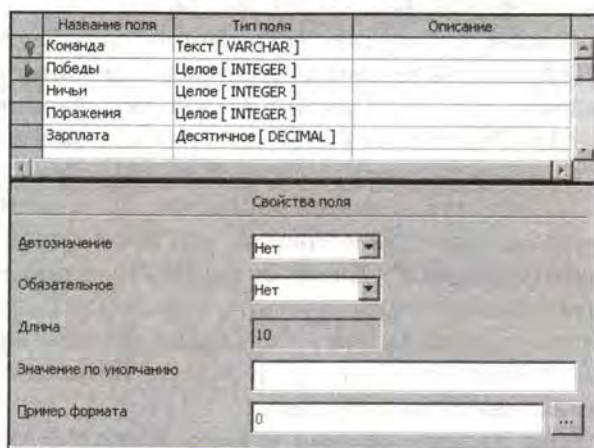 Название поля Тип поля Описание
Команда Текст [ VARCHAR ]
Победы Целое [ INTEGER ]
Ничьи Целое [ INTEGER ]
Поражения Целое [ INTEGER ]
Зарплата Десятичное [ DECIMAL ]
Свойства поля
Автозначение Нет
Обязательное Нет
Длина 10
Значение по умолчанию
Пример формата 0 ...